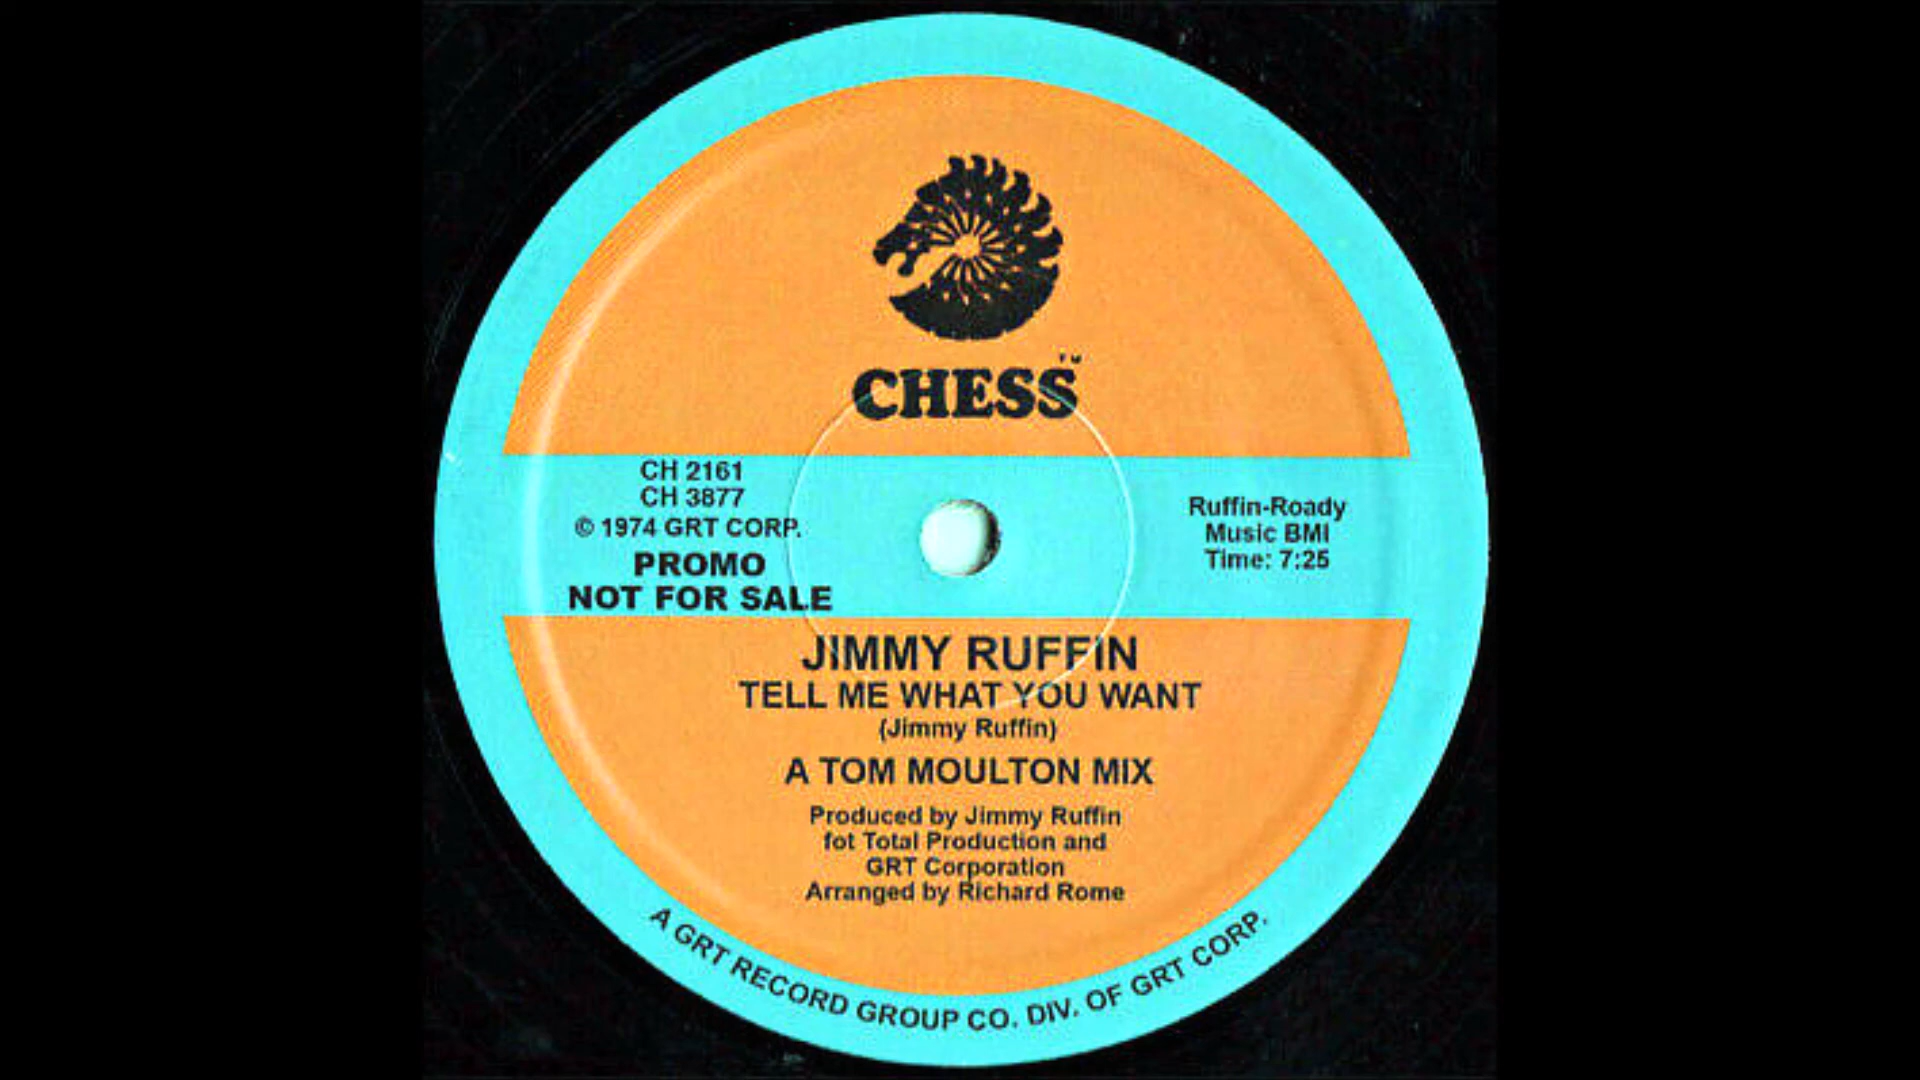 CHESS™
CH 2161
CH 3877
© 1974 GRT CORP.
PROMO
NOT FOR SALE
Ruffin-Roady
Music BMI
Time: 7:25
JIMMY RUFFIN
TELL ME WHAT YOU WANT
(Jimmy Ruffin)
A TOM MOULTON MIX
Produced by Jimmy Ruffin
fot Total Production and
GRT Corporation
Arranged by Richard Rome
A GRT RECORD GROUP CO. DIV. OF GRT CORP.